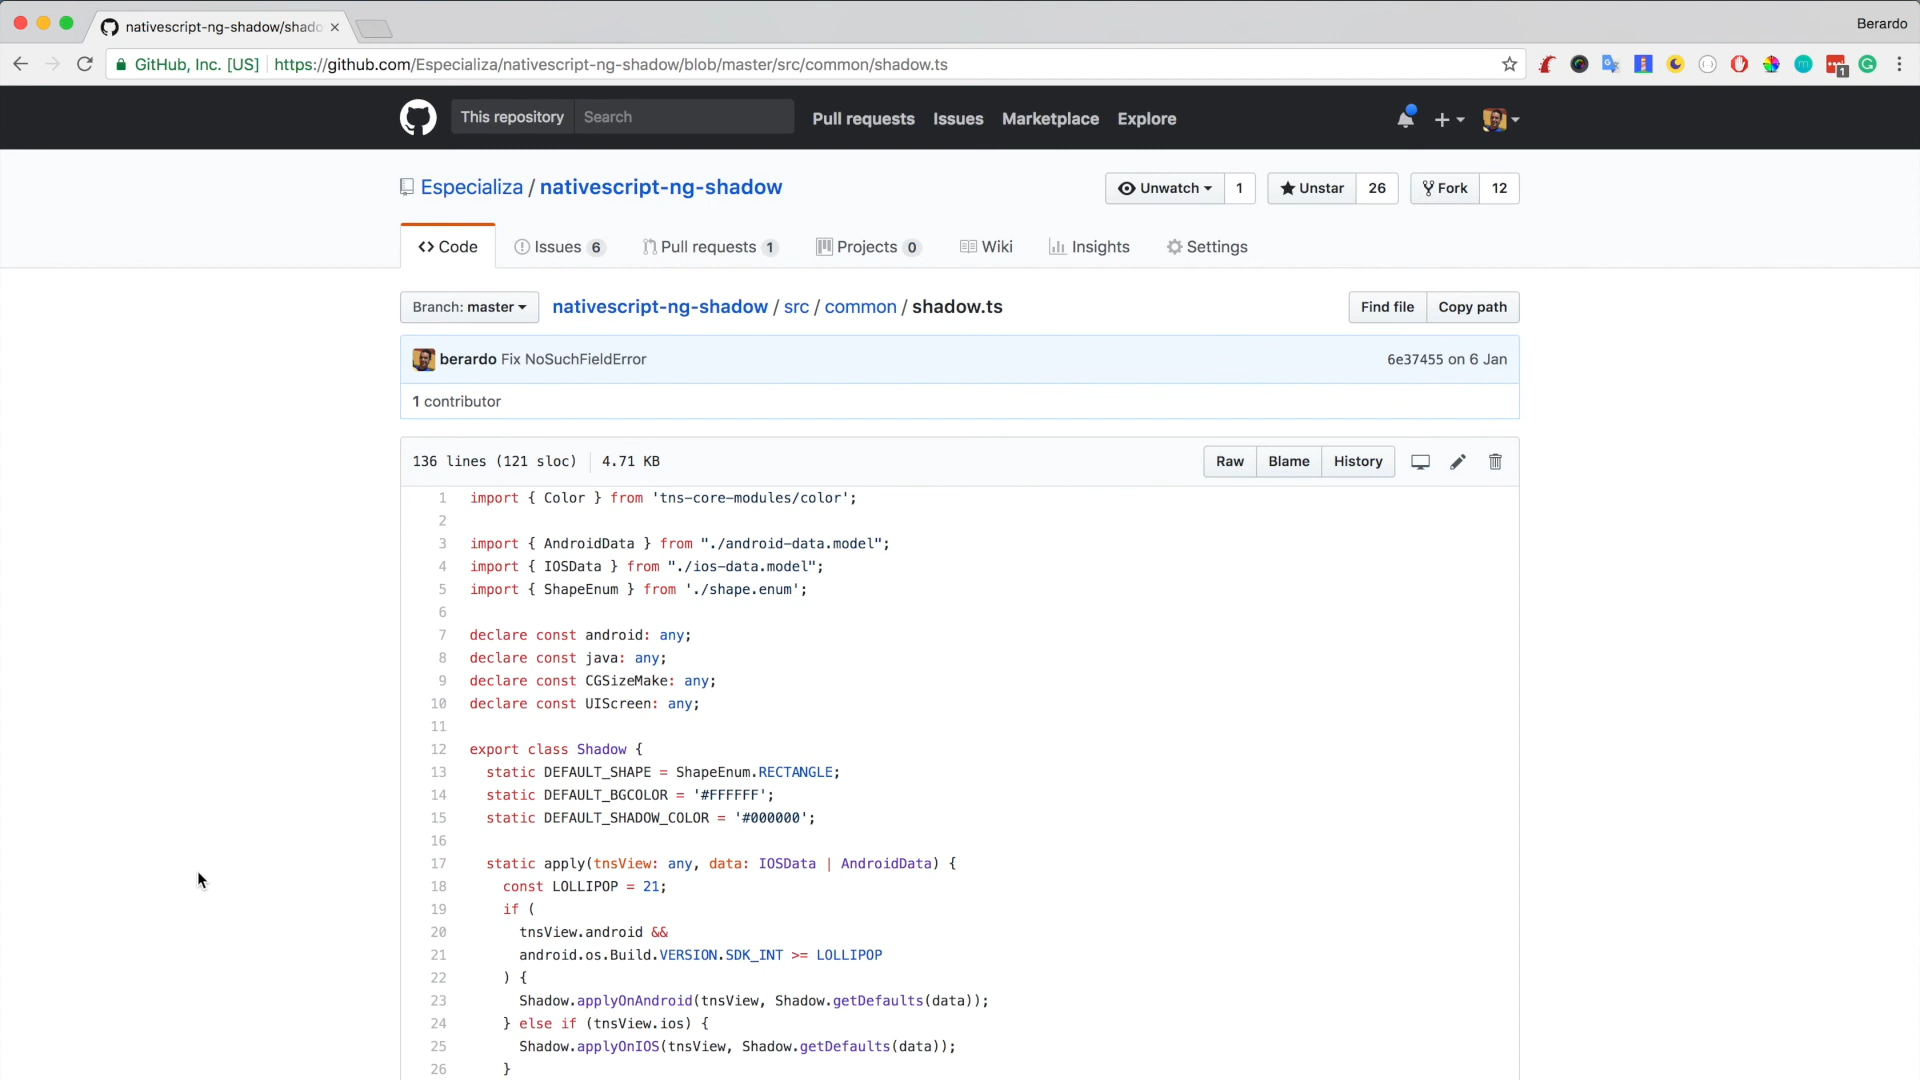 nativescript-ng-shadow/shado
Berardo
GitHub, Inc. [US] https://github.com/Especializa/nativescript-ng-shadow/blob/master/src/common/shadow.ts
1
This repository Search Pull requests Issues Marketplace Explore
Especializa / nativescript-ng-shadow
Unwatch 1 Unstar 26 Fork 12
Code Issues 6 Pull requests 1 Projects 0 Wiki Insights Settings
Branch: master nativescript-ng-shadow / src / common / shadow.ts Find file Copy path
berardo Fix NoSuchFieldError 6e37455 on 6 Jan
1 contributor
136 lines (121 sloc) 4.71 KB Raw Blame History
1 import { Color } from 'tns-core-modules/color';
2
3 import { AndroidData } from "./android-data.model";
4 import { IOSData } from "./ios-data.model";
5 import { ShapeEnum } from './shape.enum';
6
7 declare const android: any;
8 declare const java: any;
9 declare const CGSizeMake: any;
10 declare const UIScreen: any;
11
12 export class Shadow {
13 static DEFAULT_SHAPE = ShapeEnum.RECTANGLE;
14 static DEFAULT_BGCOLOR = '#FFFFFF';
15 static DEFAULT_SHADOW_COLOR = '#000000';
16
17 static apply(tnsView: any, data: IOSData | AndroidData) {
18 const LOLLIPOP = 21;
19 if (
20 tnsView.android &&
21 android.os.Build.VERSION.SDK_INT >= LOLLIPOP
22 ) {
23 Shadow.applyOnAndroid(tnsView, Shadow.getDefaults(data));
24 } else if (tnsView.ios) {
25 Shadow.applyOnIOS(tnsView, Shadow.getDefaults(data));
26 }